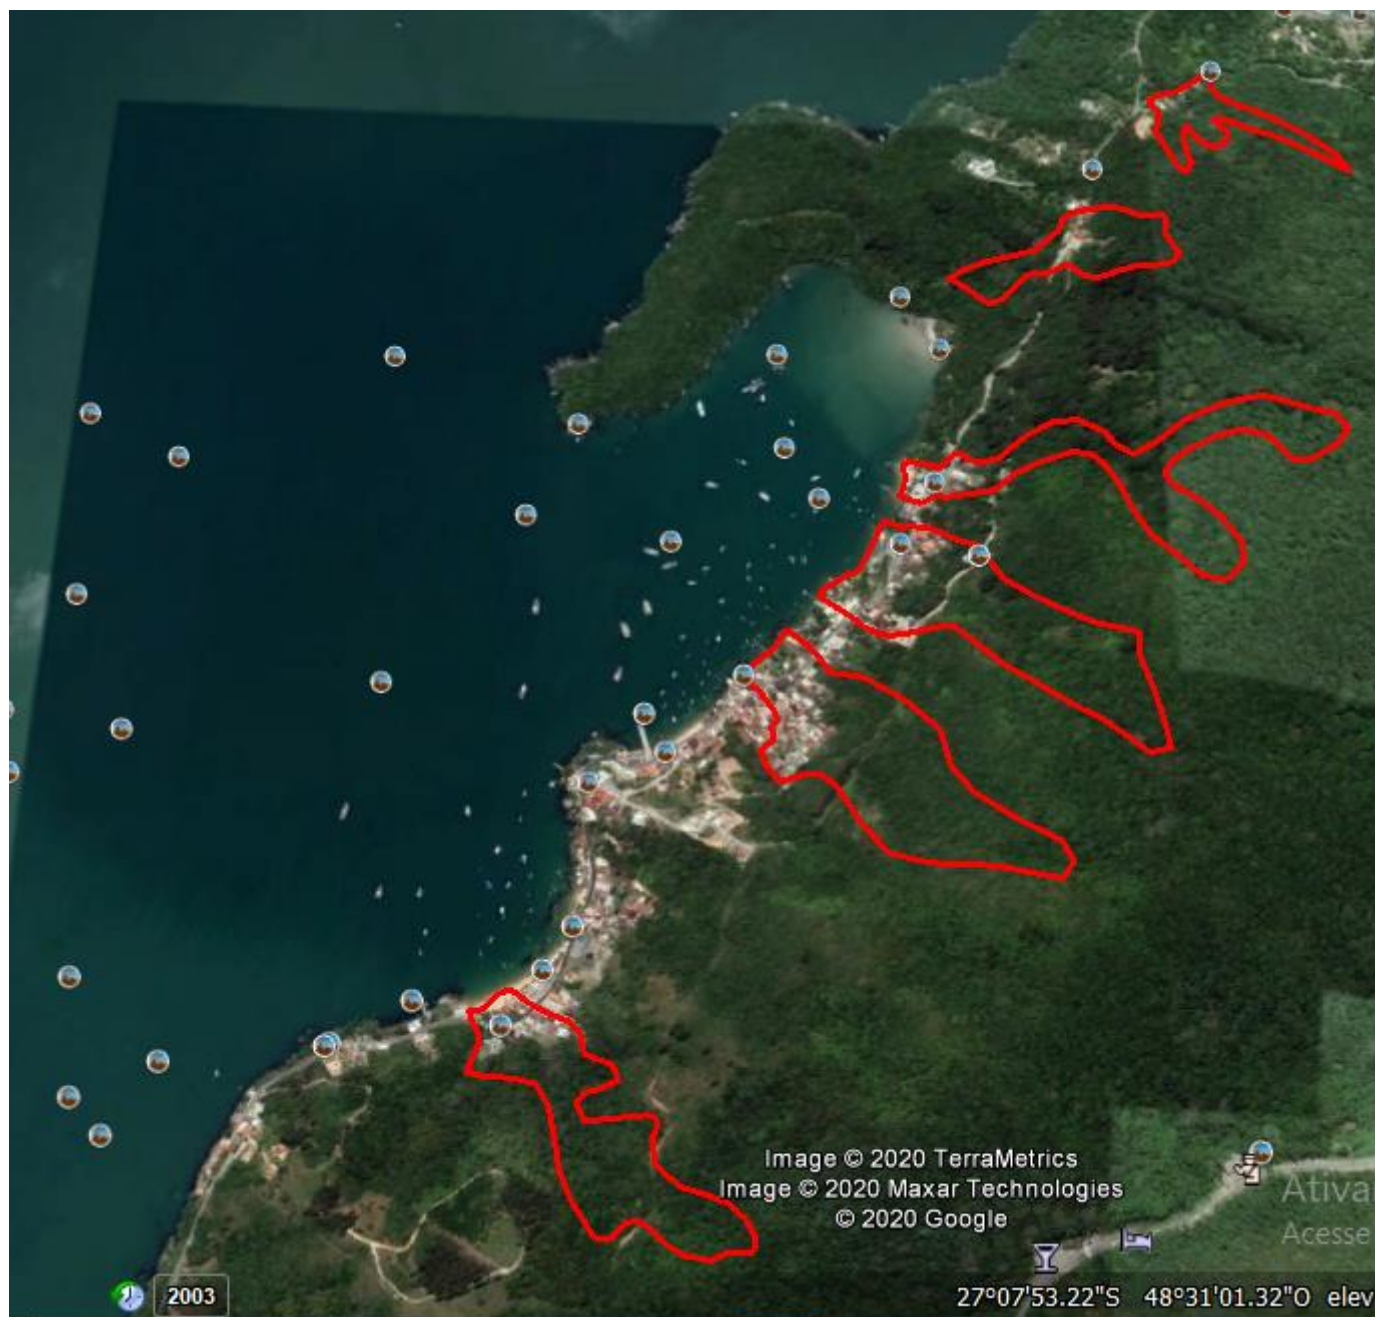 Image © 2020 TerraMetrics
Image © 2020 Maxar Technologies
© 2020 Google
Ativa
Acesse
2003
27°07'53.22"S 48°31'01.32"O elev